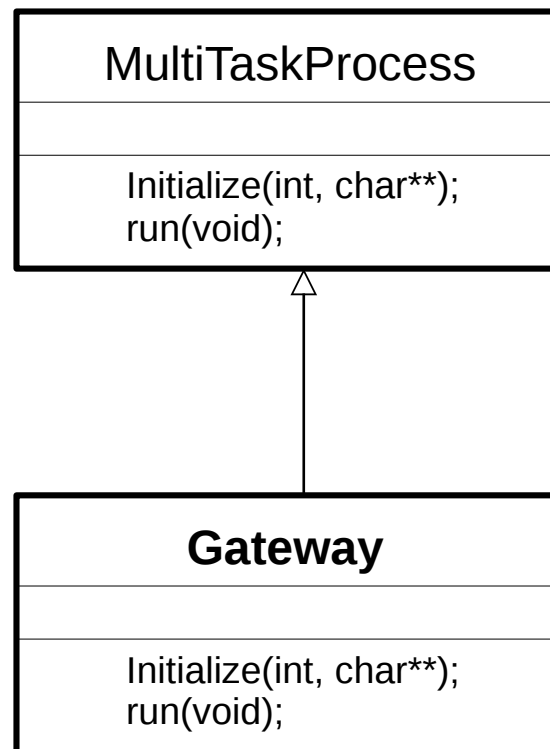 MultiTaskProcess
Initialize(int, char**);
run(void);
Gateway
Initialize(int, char**);
run(void);